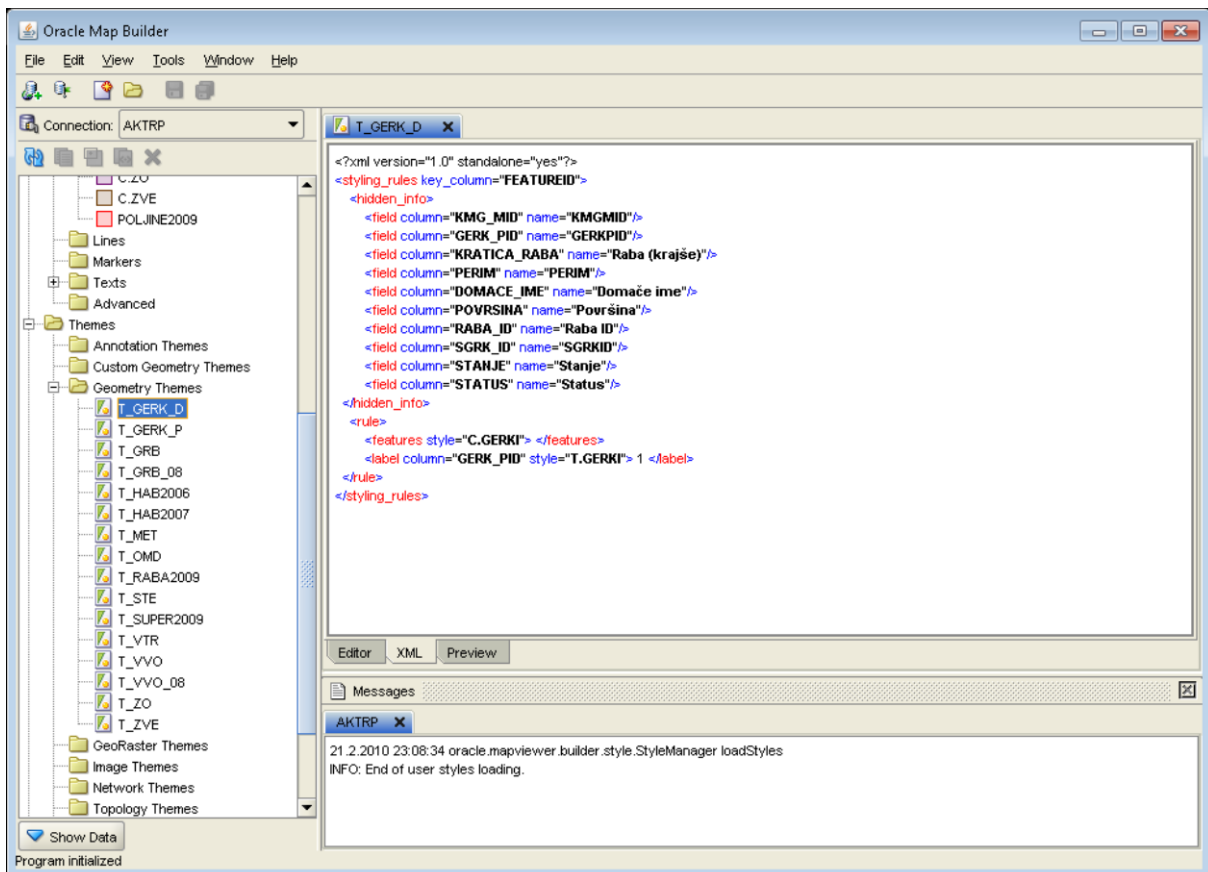 Oracle Map Builder
File Edit View Tools Window Help
Connection: AKTRP
C.ZO
C.ZVE
POLJINE2009
Lines
Markers
Texts
Advanced
Themes
Annotation Themes
Custom Geometry Themes
Geometry Themes
T_GERK_D
T_GERK_P
T_GRB
T_GRB_08
T_HAB2006
T_HAB2007
T_MET
T_OMD
T_RABA2009
T_STE
T_SUPER2009
T_VTR
T_VVO
T_VVO_08
T_ZO
T_ZVE
GeoRaster Themes
Image Themes
Network Themes
Topology Themes
Show Data
Program initialized
T_GERK_D
<?xml version="1.0" standalone="yes"?>
<styling_rules key_column="FEATUREID">
<hidden_info>
<field column="KMG_MID" name="KMGMID"/>
<field column="GERK_PID" name="GERKPID"/>
<field column="KRATICA_RABA" name="Raba (krajše)"/>
<field column="PERIM" name="PERIM"/>
<field column="DOMACE_IME" name="Domače ime"/>
<field column="POVRSINA" name="Površina"/>
<field column="RABA_ID" name="Raba ID"/>
<field column="SGRK_ID" name="SGRKID"/>
<field column="STANJE" name="Stanje"/>
<field column="STATUS" name="Status"/>
</hidden_info>
<rule>
<features style="C.GERKI"> </features>
<label column="GERK_PID" style="T.GERKI"> 1 </label>
</rule>
</styling_rules>
Editor XML Preview
Messages
AKTRP
21.2.2010 23:08:34 oracle.mapviewer.builder.style.StyleManager loadStyles
INFO: End of user styles loading.